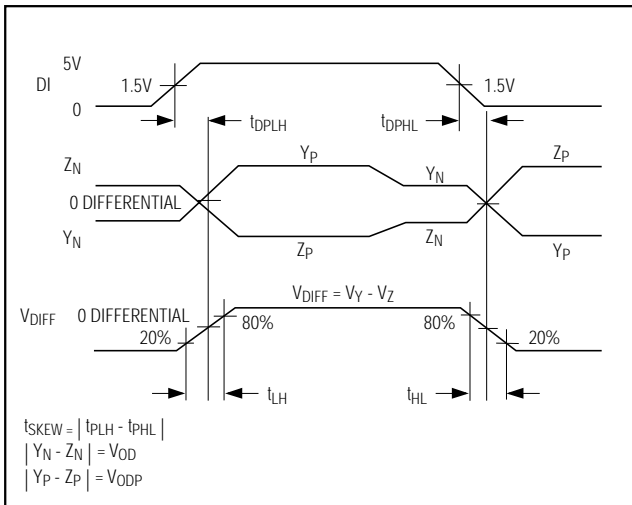 5V
DI
1.5V
1.5V
0
tDPLH
tDPHL
ZN
YP
YN
ZP
0 DIFFERENTIAL
YN
ZP
ZN
YP
VDIFF = VY - VZ
VDIFF
0 DIFFERENTIAL
80%
80%
20%
20%
tLH
tHL
tSKEW = | tPLH - tPHL |
| YN - ZN | = VOD
| YP - ZP | = VODP